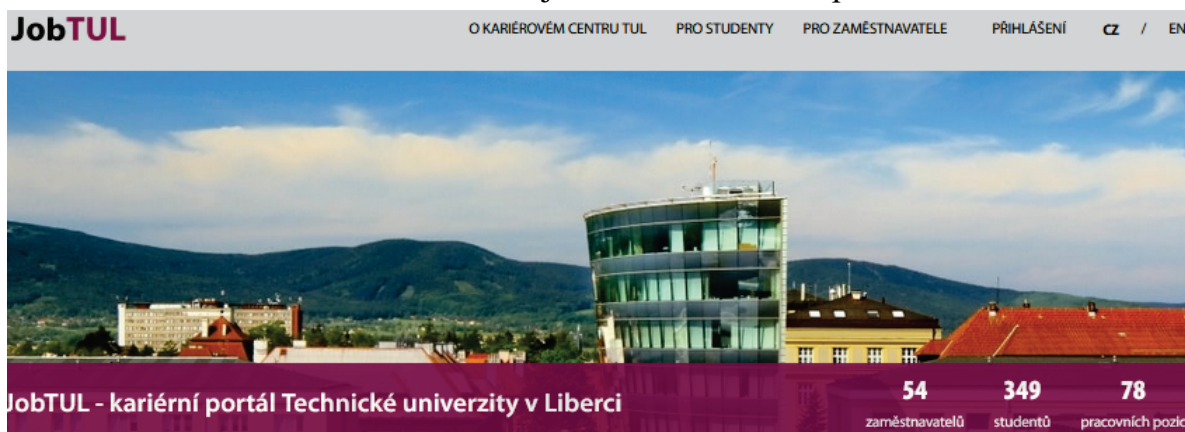 JobTUL
O KARIÉROVÉM CENTRU TUL PRO STUDENTY PRO ZAMĚSTNAVATELE PŘIHLÁŠENÍ CZ / EN
JobTUL - kariérní portál Technické univerzity v Liberci
54 349 78
zaměstnavatelů studentů pracovních pozic